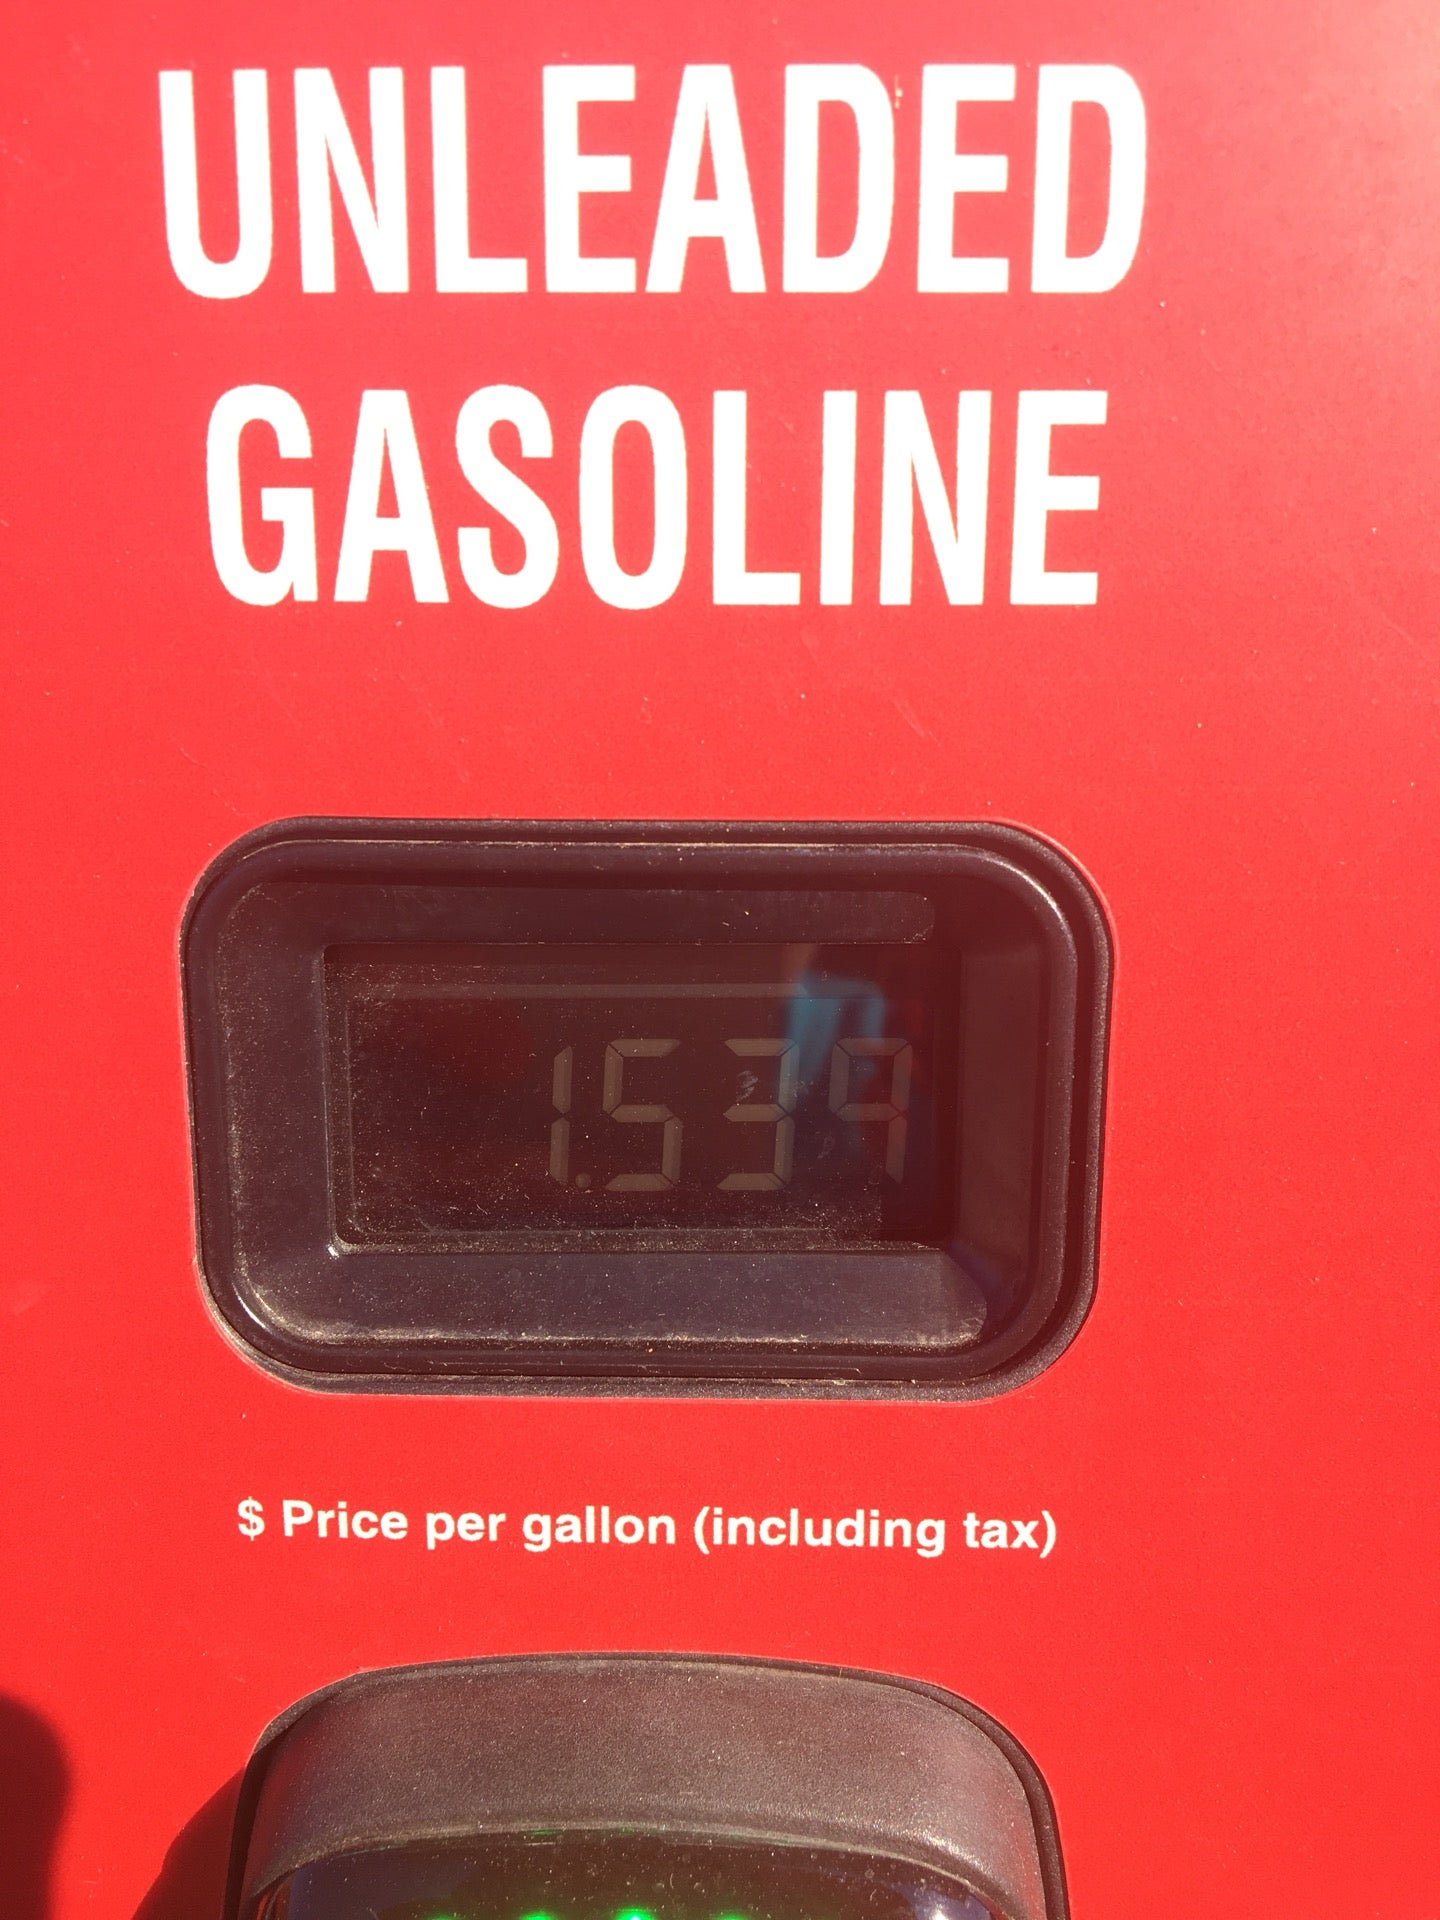 UNLEADED
GASOLINE
1.539
$ Price per gallon (including tax)